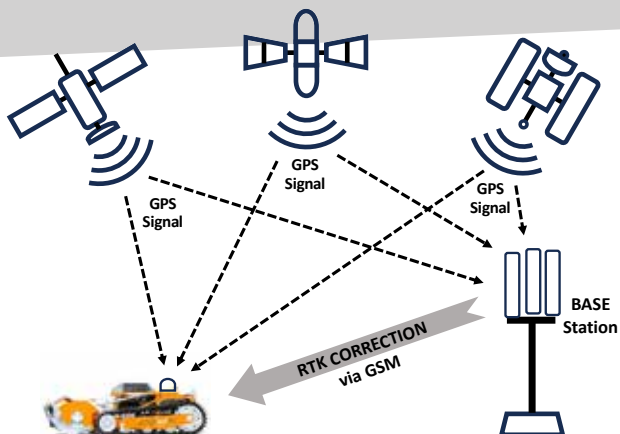 GPS
Signal
GPS
Signal
GPS
Signal
BASE
Station
RTK CORRECTION
via GSM